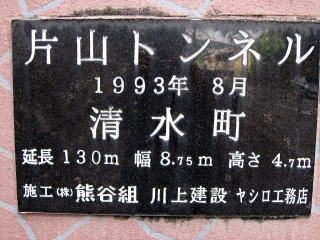 片山トンネル
1993年 8月
清水町
延長 130m 幅 8.75m 高さ 4.7m
施工 (株) 熊谷組 川上建設 ヤシロ工務店